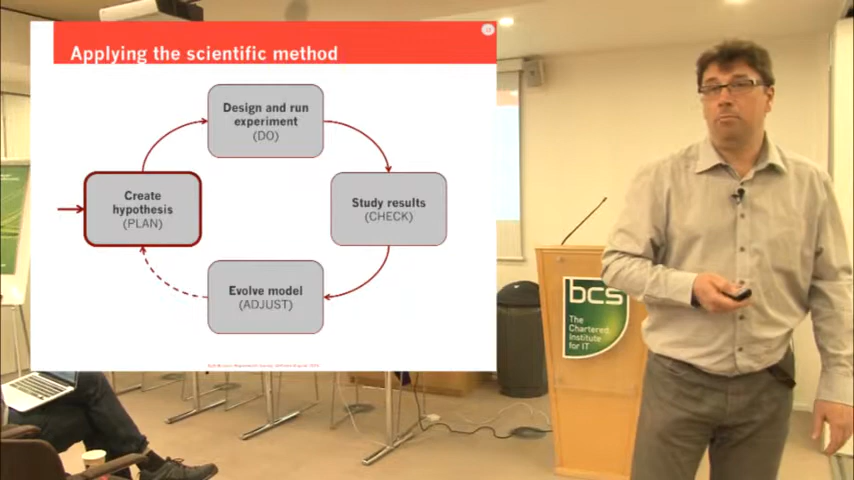 Applying the scientific method
Design and run
experiment
(DO)
Create
hypothesis
(PLAN)
Study results
(CHECK)
Evolve model
(ADJUST)
bcs
The
Chartered
Institute
for IT